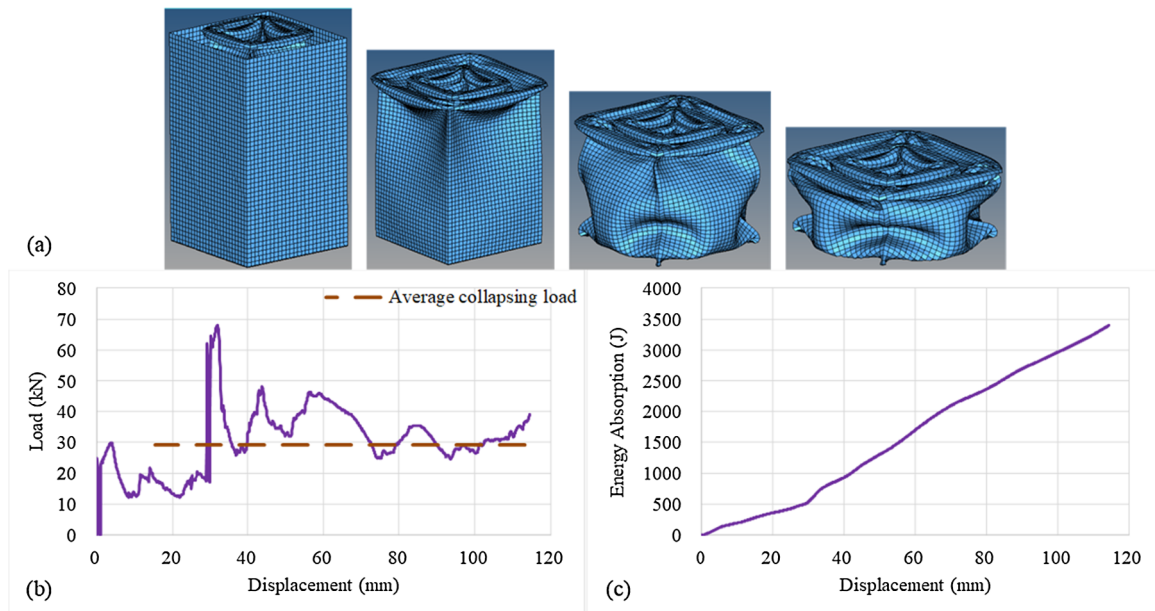 (a)
Load (kN)
80
70
60
50
40
30
20
10
0
0 20 40 60 80 100 120
Displacement (mm)
Average collapsing load
(b)
Energy Absorption (J)
4000
3500
3000
2500
2000
1500
1000
500
0
0 20 40 60 80 100 120
Displacement (mm)
(c)